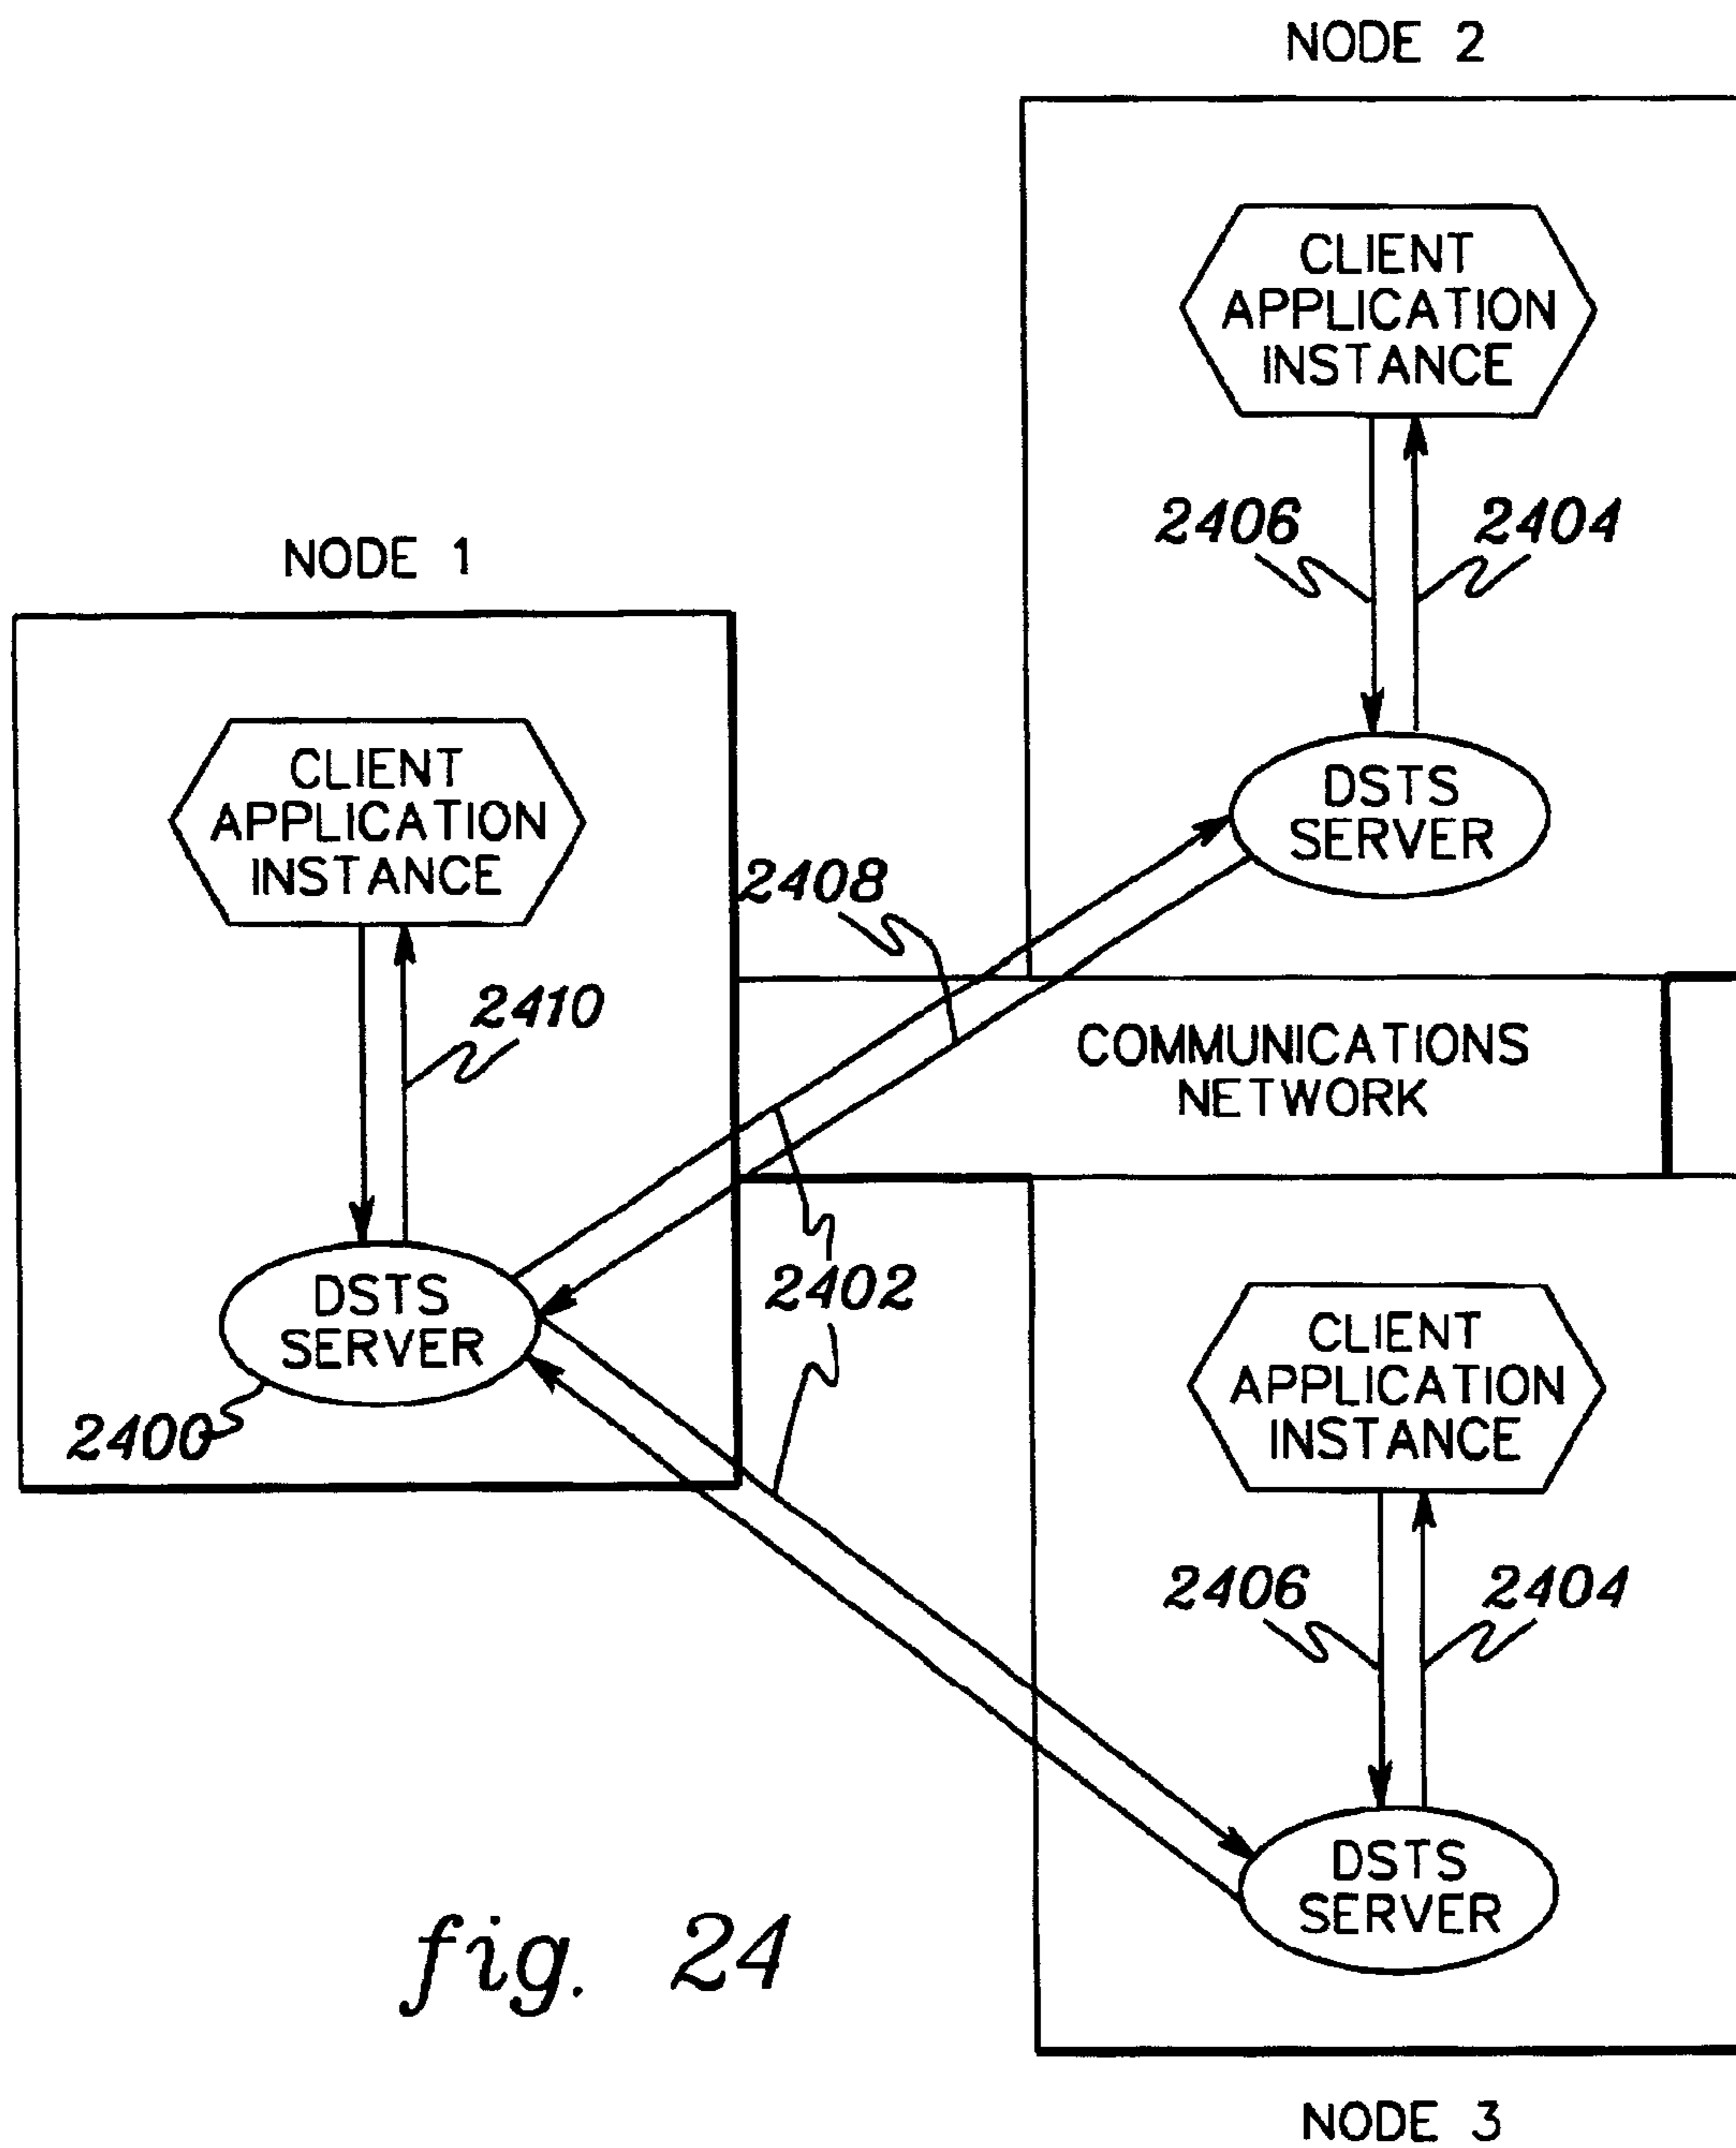 NODE 2
CLIENT
APPLICATION
INSTANCE
2406
2404
DSTS
SERVER
NODE 1
CLIENT
APPLICATION
INSTANCE
2408
2410
COMMUNICATIONS
NETWORK
DSTS
SERVER
2400
2402
CLIENT
APPLICATION
INSTANCE
2406
2404
DSTS
SERVER
fig. 24
NODE 3